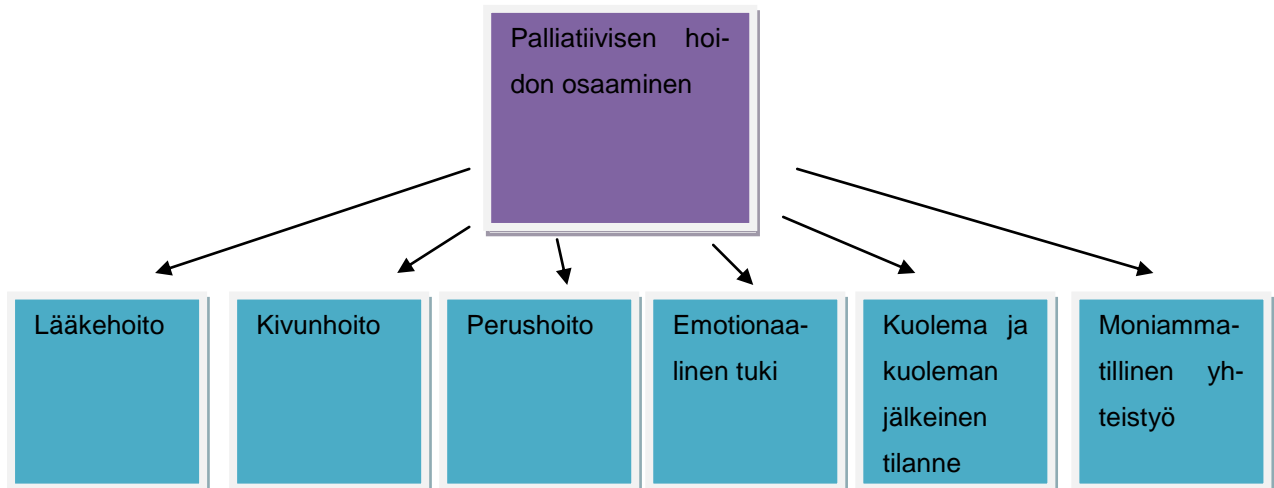 Palliatiivisen hoi-
don osaaminen
Lääkehoito
Kivunhoito
Perushoito
Emotionaa-
linen tuki
Kuolema ja
kuoleman
jälkeinen
tilanne
Moniamma-
tillinen yh-
teistyö